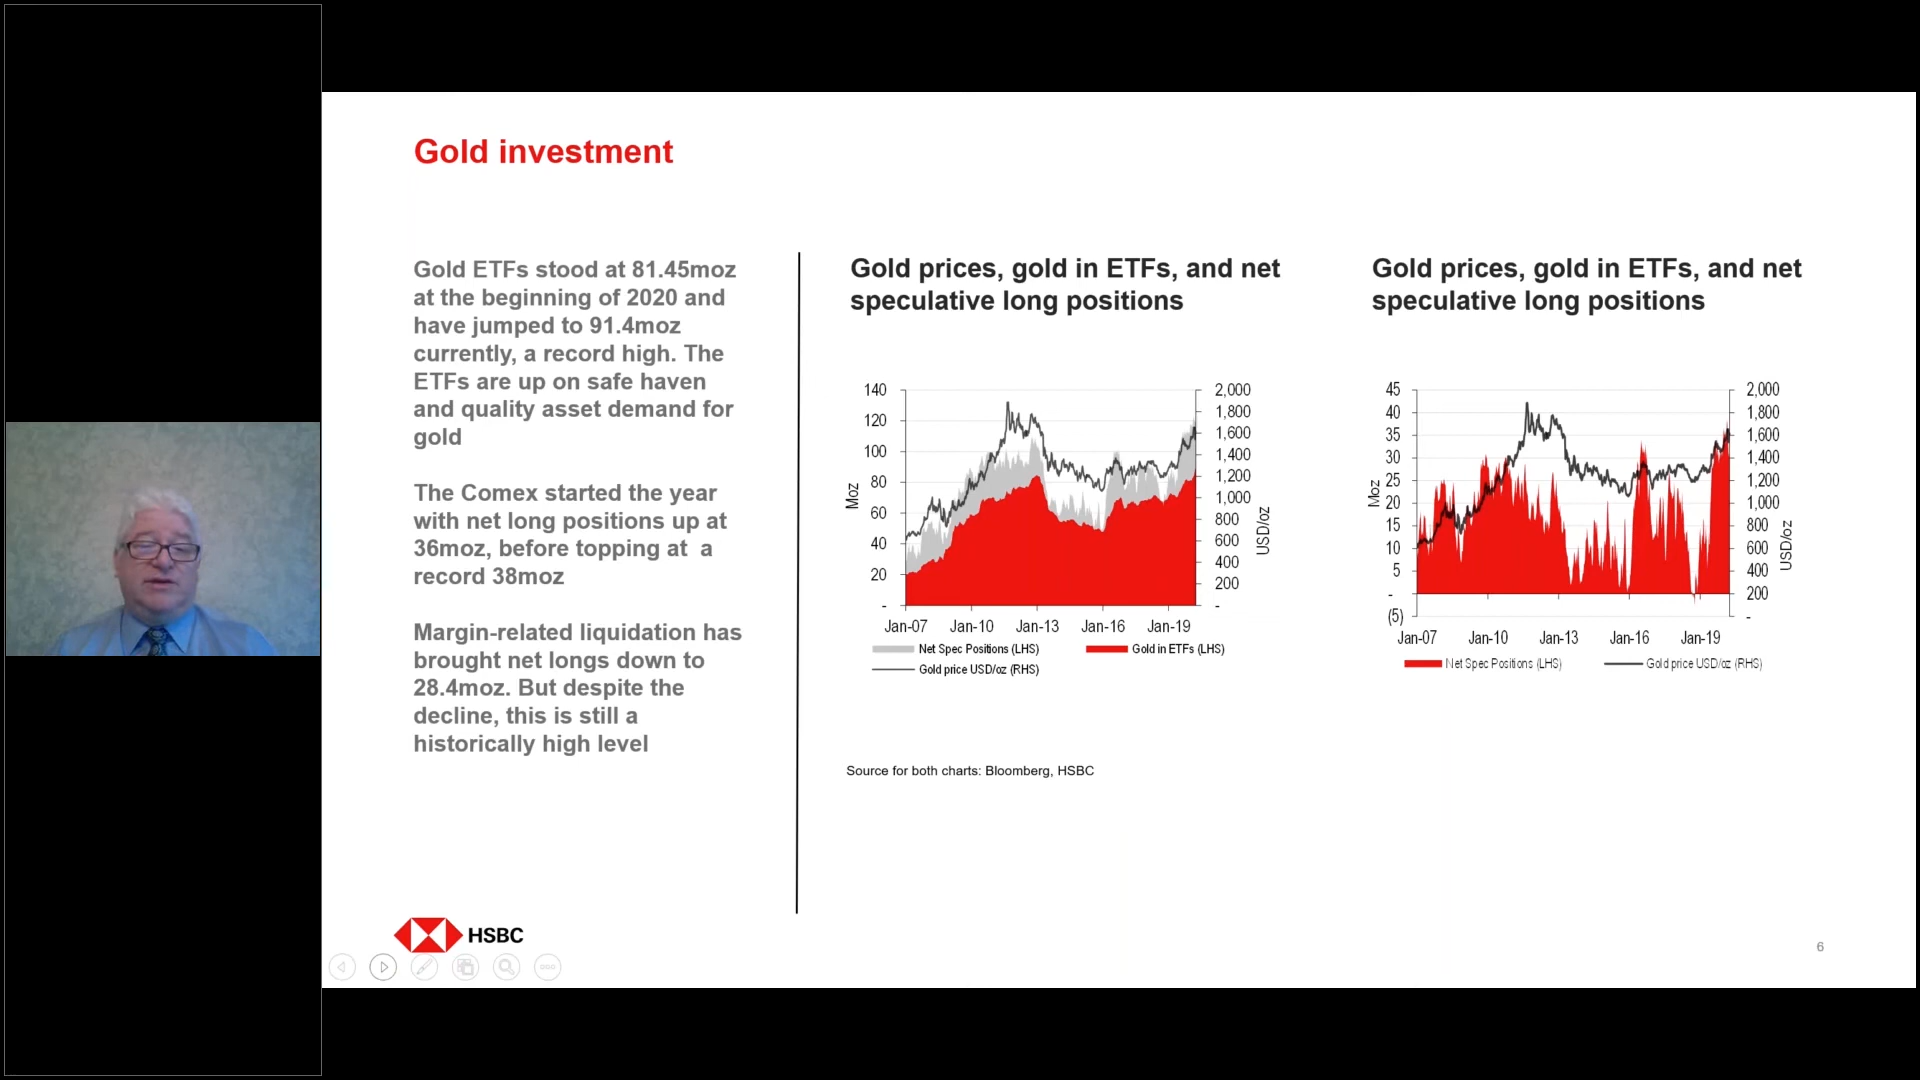 Gold investment
Gold ETFs stood at 81.45moz
at the beginning of 2020 and
have jumped to 91.4moz
currently, a record high. The
ETFs are up on safe haven
and quality asset demand for
gold
The Comex started the year
with net long positions up at
36moz, before topping at a
record 38moz
Margin-related liquidation has
brought net longs down to
28.4moz. But despite the
decline, this is still a
historically high level
Gold prices, gold in ETFs, and net
speculative long positions
140
120
100
80
60
40
20
-
Moz
2,000
1,800
1,600
1,400
1,200
1,000
800
600
400
200
-
USD/oz
Jan-07 Jan-10 Jan-13 Jan-16 Jan-19
Net Spec Positions (LHS) Gold in ETFs (LHS)
Gold price USD/oz (RHS)
Gold prices, gold in ETFs, and net
speculative long positions
45
40
35
30
25
20
15
10
5
-
(5)
Moz
2,000
1,800
1,600
1,400
1,200
1,000
800
600
400
200
-
USD/oz
Jan-07 Jan-10 Jan-13 Jan-16 Jan-19
Net Spec Positions (LHS) Gold price USD/oz (RHS)
Source for both charts: Bloomberg, HSBC
HSBC
6